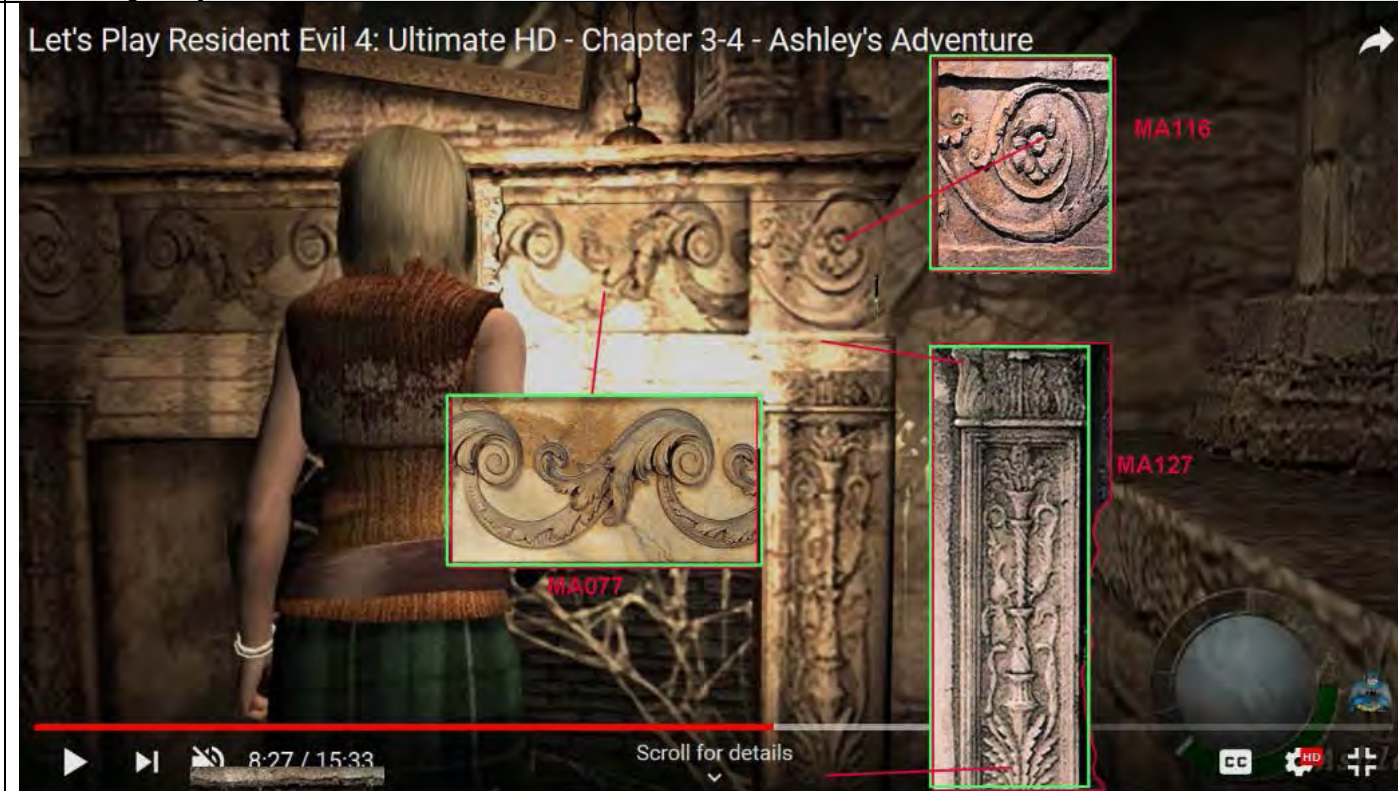 Let's Play Resident Evil 4: Ultimate HD - Chapter 3-4 - Ashley's Adventure
MA116
MA127
MA077
8:27 / 15:33
Scroll for details
CC
HD